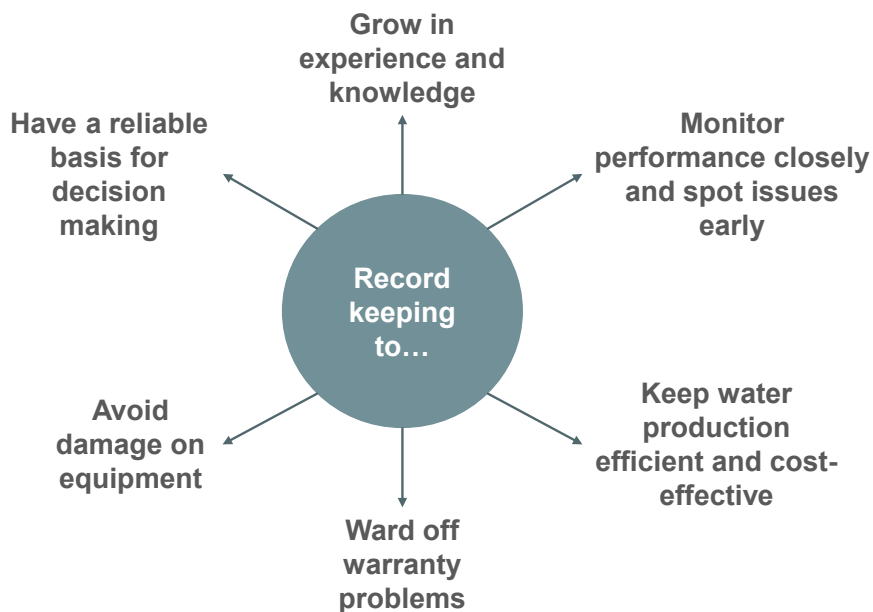 Grow in
experience and
knowledge
Have a reliable
basis for
decision
making
Monitor
performance closely
and spot issues
early
Record
keeping
to…
Avoid
damage on
equipment
Keep water
production
efficient and cost-
effective
Ward off
warranty
problems